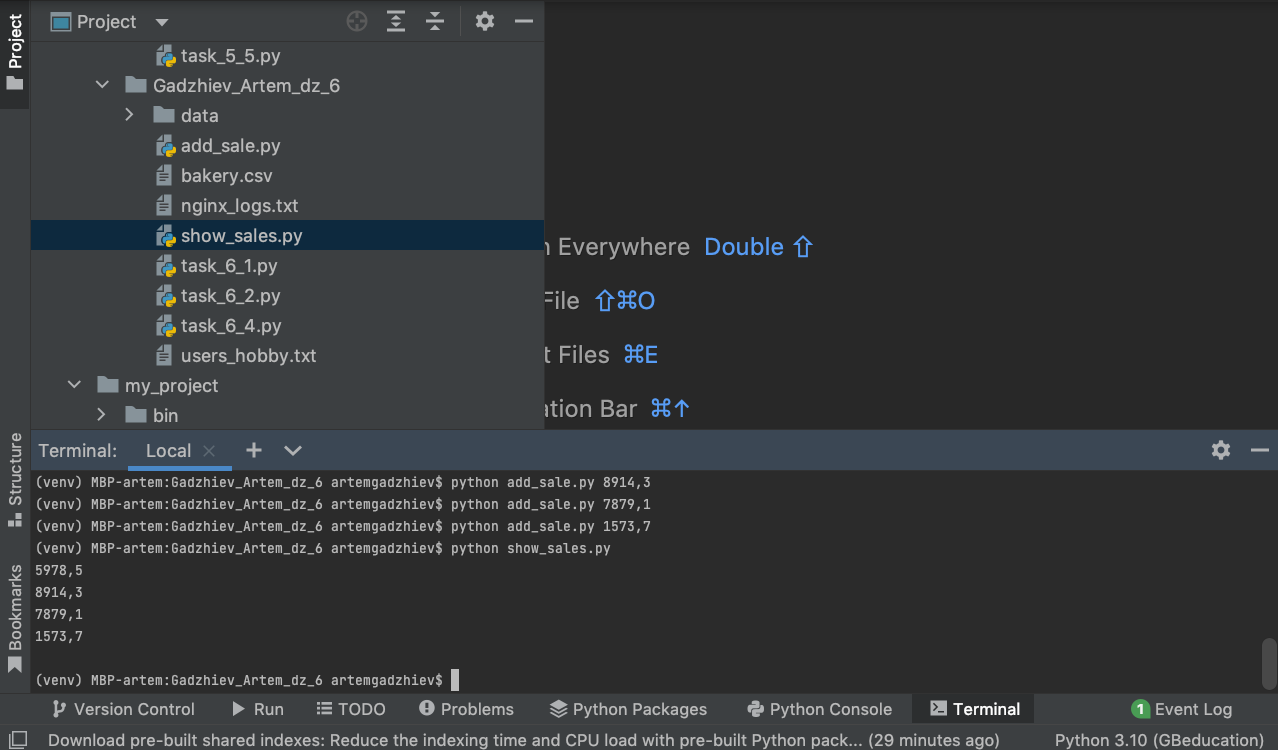 Project
Project
task_5_5.py
Gadzhiev_Artem_dz_6
data
add_sale.py
bakery.csv
nginx_logs.txt
show_sales.py
task_6_1.py
task_6_2.py
task_6_4.py
users_hobby.txt
my_project
bin
Everywhere Double ⇧
File ⇧⌘O
Files ⌘E
Bar ⌘↑
Structure
Bookmarks
Terminal: Local
(venv) MBP-artem:Gadzhiev_Artem_dz_6 artemgadzhiev$ python add_sale.py 8914,3
(venv) MBP-artem:Gadzhiev_Artem_dz_6 artemgadzhiev$ python add_sale.py 7879,1
(venv) MBP-artem:Gadzhiev_Artem_dz_6 artemgadzhiev$ python add_sale.py 1573,7
(venv) MBP-artem:Gadzhiev_Artem_dz_6 artemgadzhiev$ python show_sales.py
5978,5
8914,3
7879,1
1573,7
(venv) MBP-artem:Gadzhiev_Artem_dz_6 artemgadzhiev$
Version Control Run TODO Problems Python Packages Python Console Terminal 1 Event Log
Download pre-built shared indexes: Reduce the indexing time and CPU load with pre-built Python pack... (29 minutes ago) Python 3.10 (GBeducation)